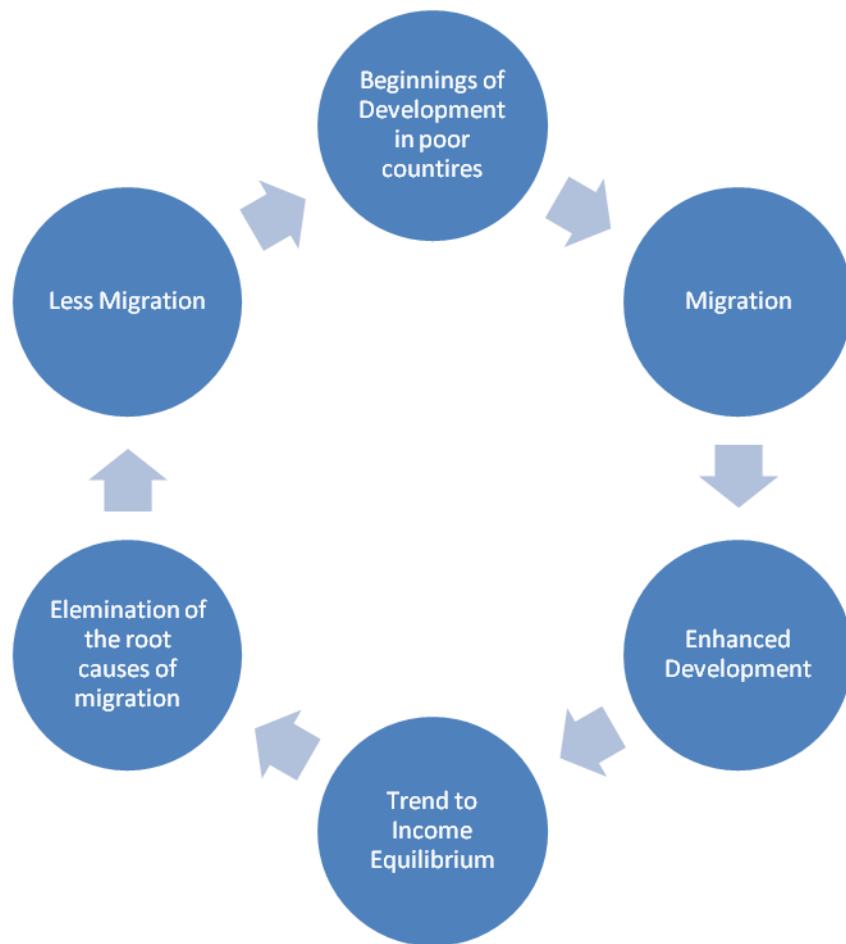 Beginnings of
Development
in poor
countires
Migration
Enhanced
Development
Trend to
Income
Equilibrium
Elemination of
the root
causes of
migration
Less Migration